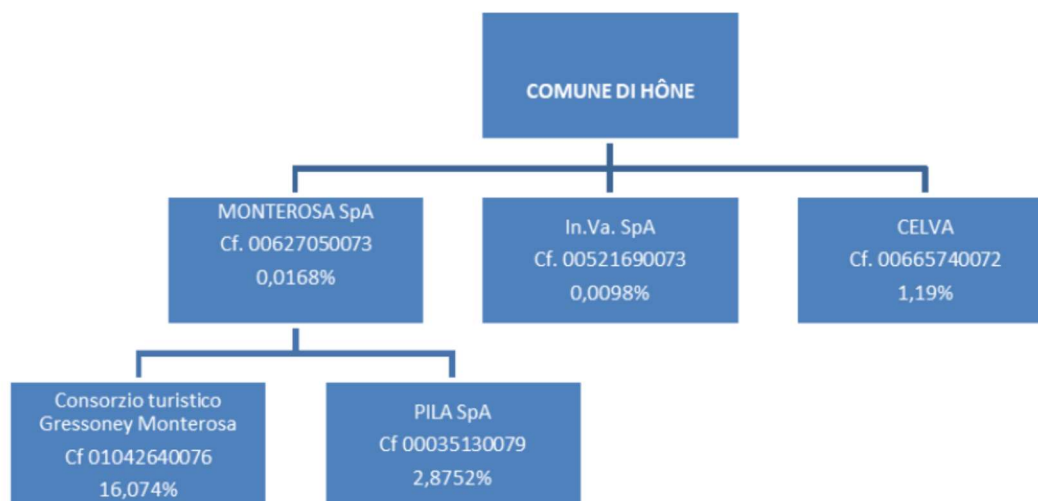 COMUNE DI HÔNE
MONTEROSA SpA
Cf. 00627050073
0,0168%
In.Va. SpA
Cf. 00521690073
0,0098%
CELVA
Cf. 00665740072
1,19%
Consorzio turistico
Gressoney Monterosa
Cf 01042640076
16,074%
PILA SpA
Cf 00035130079
2,8752%